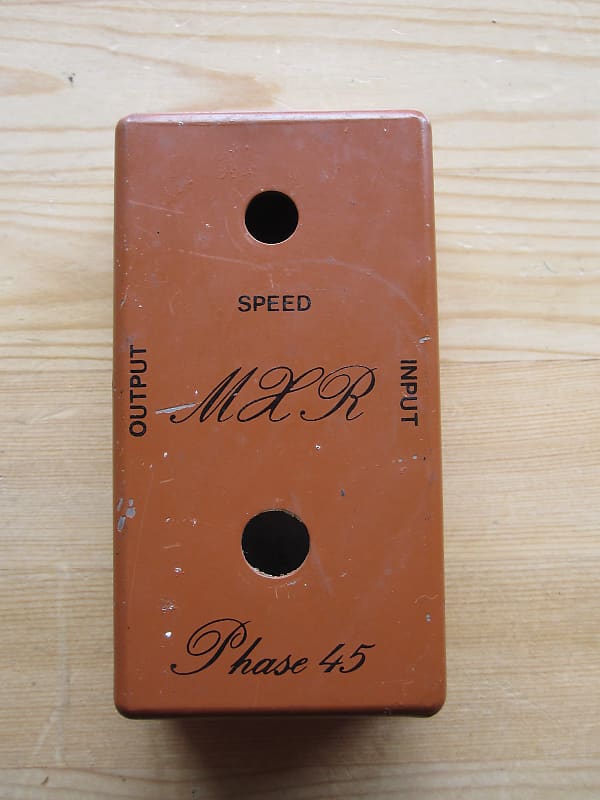 SPEED
OUTPUT
MXR
INPUT
Phase 45